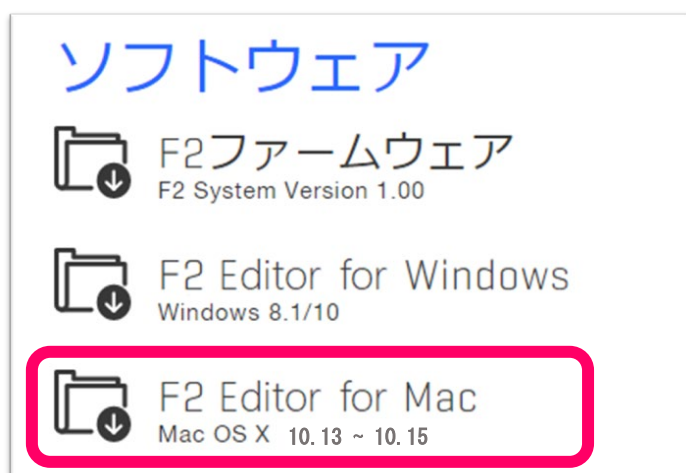 ソフトウェア
F2ファームウェア
F2 System Version 1.00
F2 Editor for Windows
Windows 8.1/10
F2 Editor for Mac
Mac OS X 10.13 ~ 10.15